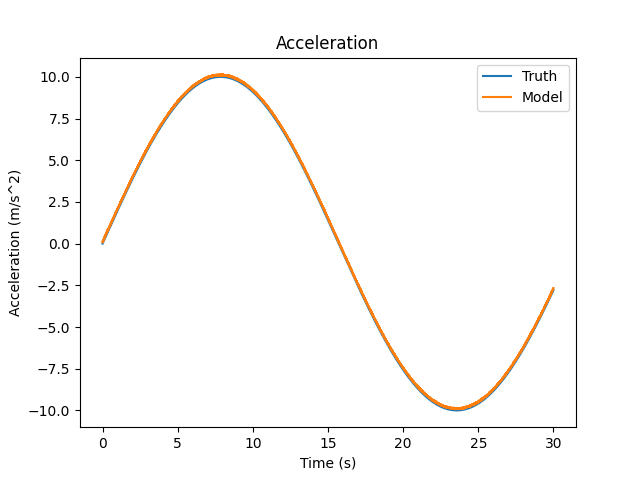 Acceleration
Truth
Model
Acceleration (m/s^2)
10.0
7.5
5.0
2.5
0.0
−2.5
−5.0
−7.5
−10.0
0 5 10 15 20 25 30
Time (s)